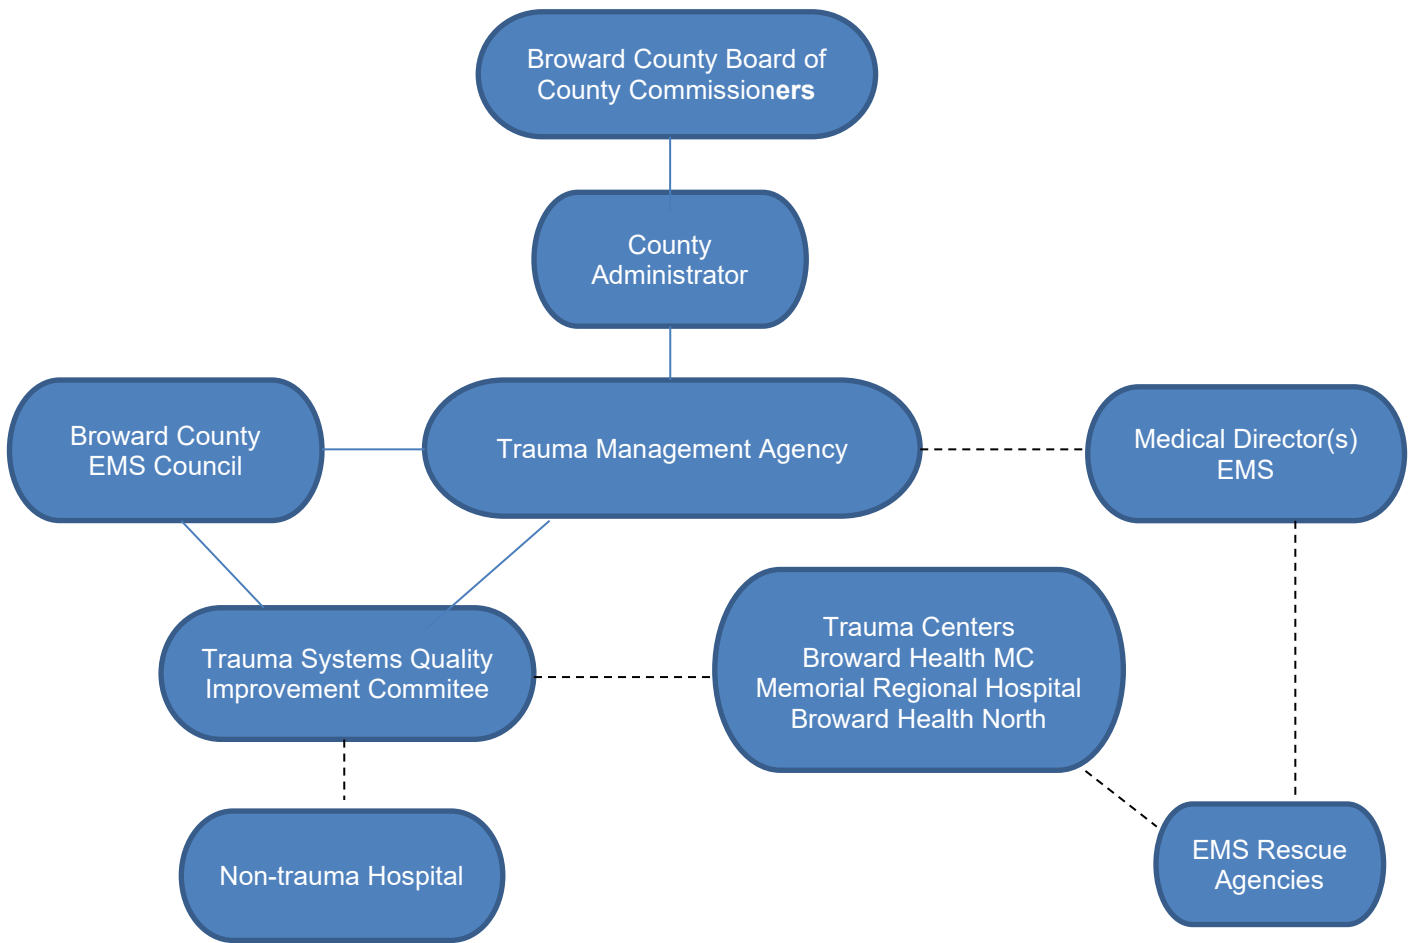 Broward County Board of
County Commissioners
County
Administrator
Broward County
EMS Council
Trauma Management Agency
Medical Director(s)
EMS
Trauma Systems Quality
Improvement Commitee
Trauma Centers
Broward Health MC
Memorial Regional Hospital
Broward Health North
Non-trauma Hospital
EMS Rescue
Agencies